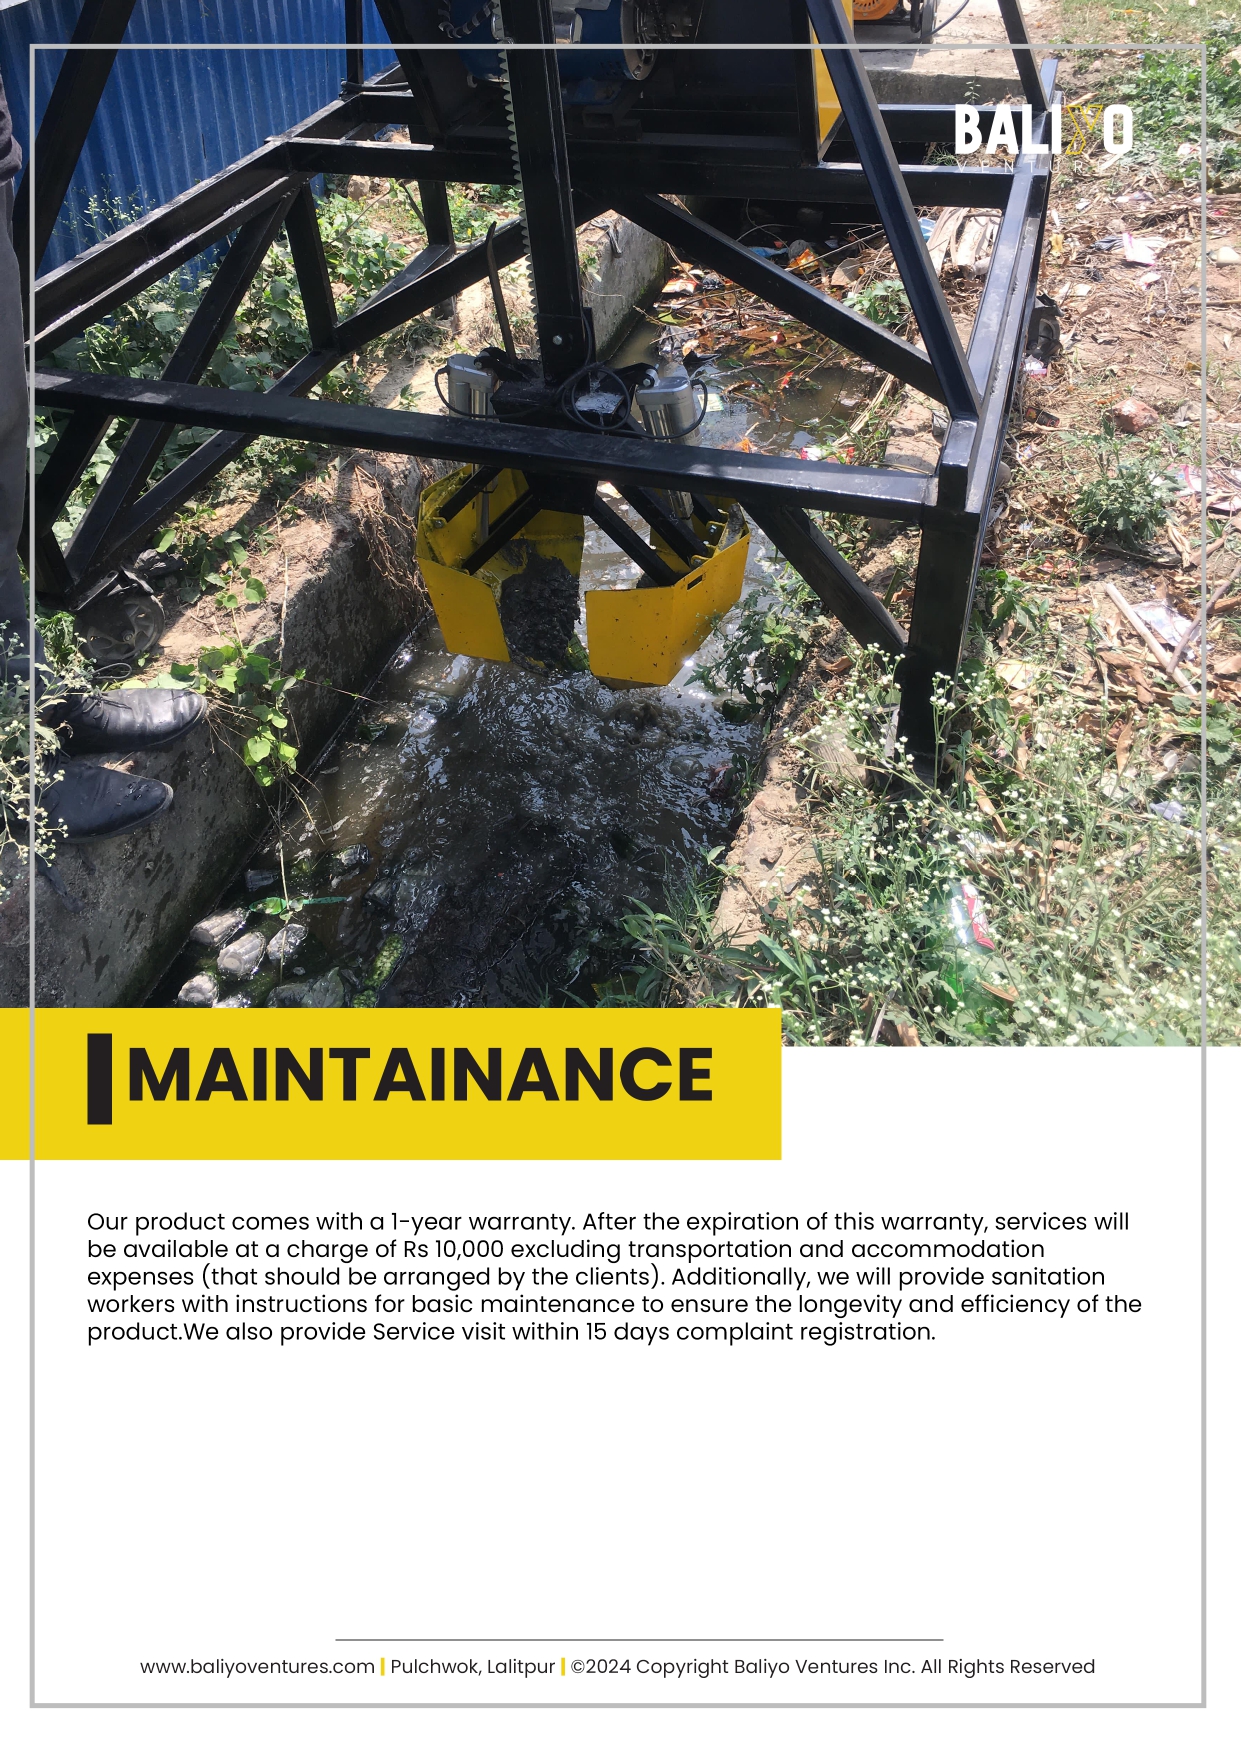 BALIYO
MAINTAINANCE
Our product comes with a 1-year warranty. After the expiration of this warranty, services will
be available at a charge of Rs 10,000 excluding transportation and accommodation
expenses (that should be arranged by the clients). Additionally, we will provide sanitation
workers with instructions for basic maintenance to ensure the longevity and efficiency of the
product.We also provide Service visit within 15 days complaint registration.
www.baliyoventures.com | Pulchwok, Lalitpur | ©2024 Copyright Baliyo Ventures Inc. All Rights Reserved